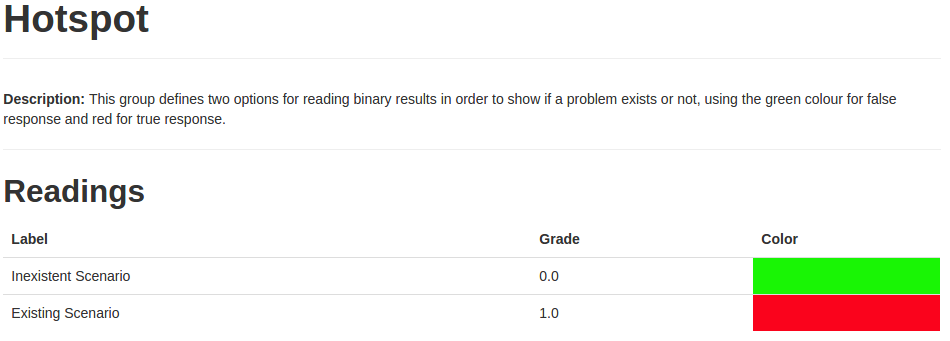 Hotspot
Description: This group defines two options for reading binary results in order to show if a problem exists or not, using the green colour for false
response and red for true response.
Readings
Label Grade Color
Inexistent Scenario 0.0
Existing Scenario 1.0